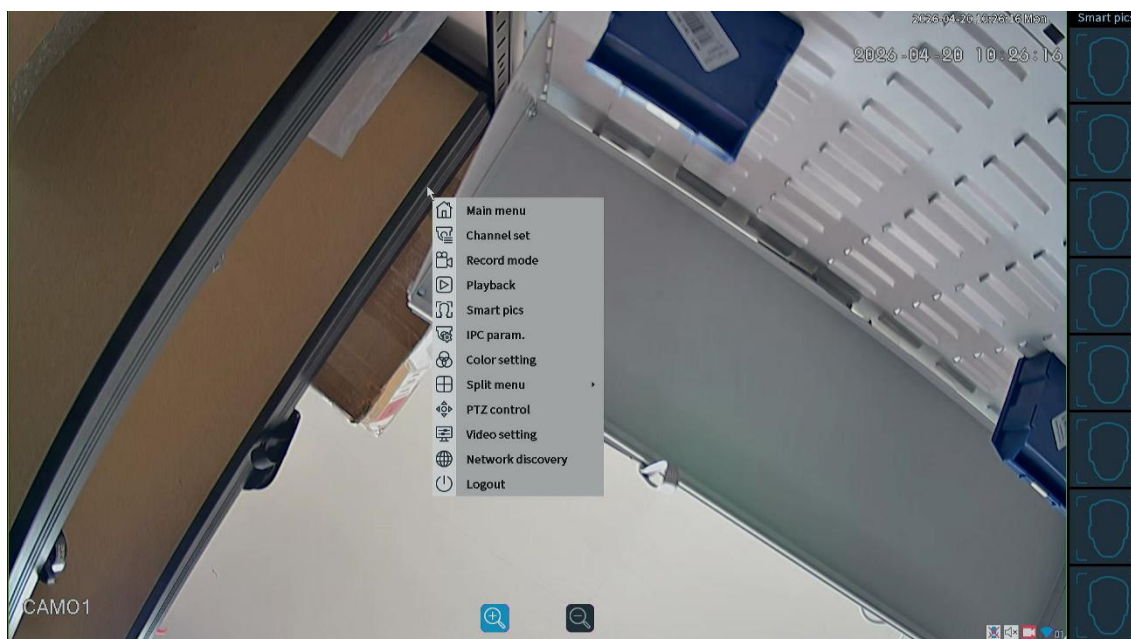 2026-04-20 10:26:16 Mon
Smart pics
2026-04-20 10:26:16
Main menu
Channel set
Record mode
Playback
Smart pics
IPC param.
Color setting
Split menu
PTZ control
Video setting
Network discovery
Logout
CAM01
01